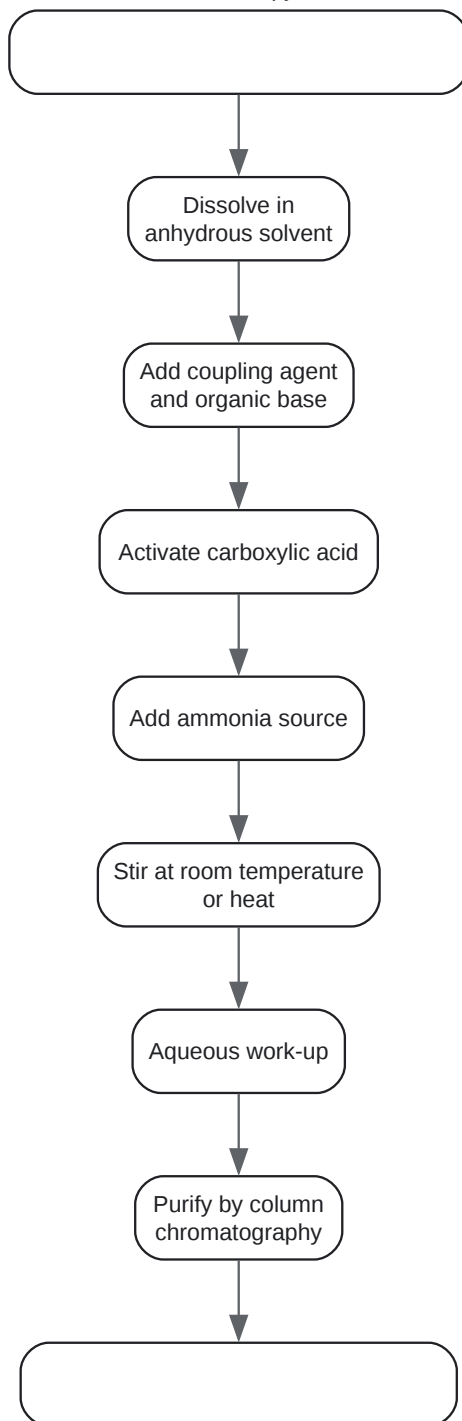 Dissolve in
anhydrous solvent
Add coupling agent
and organic base
Activate carboxylic acid
Add ammonia source
Stir at room temperature
or heat
Aqueous work-up
Purify by column
chromatography